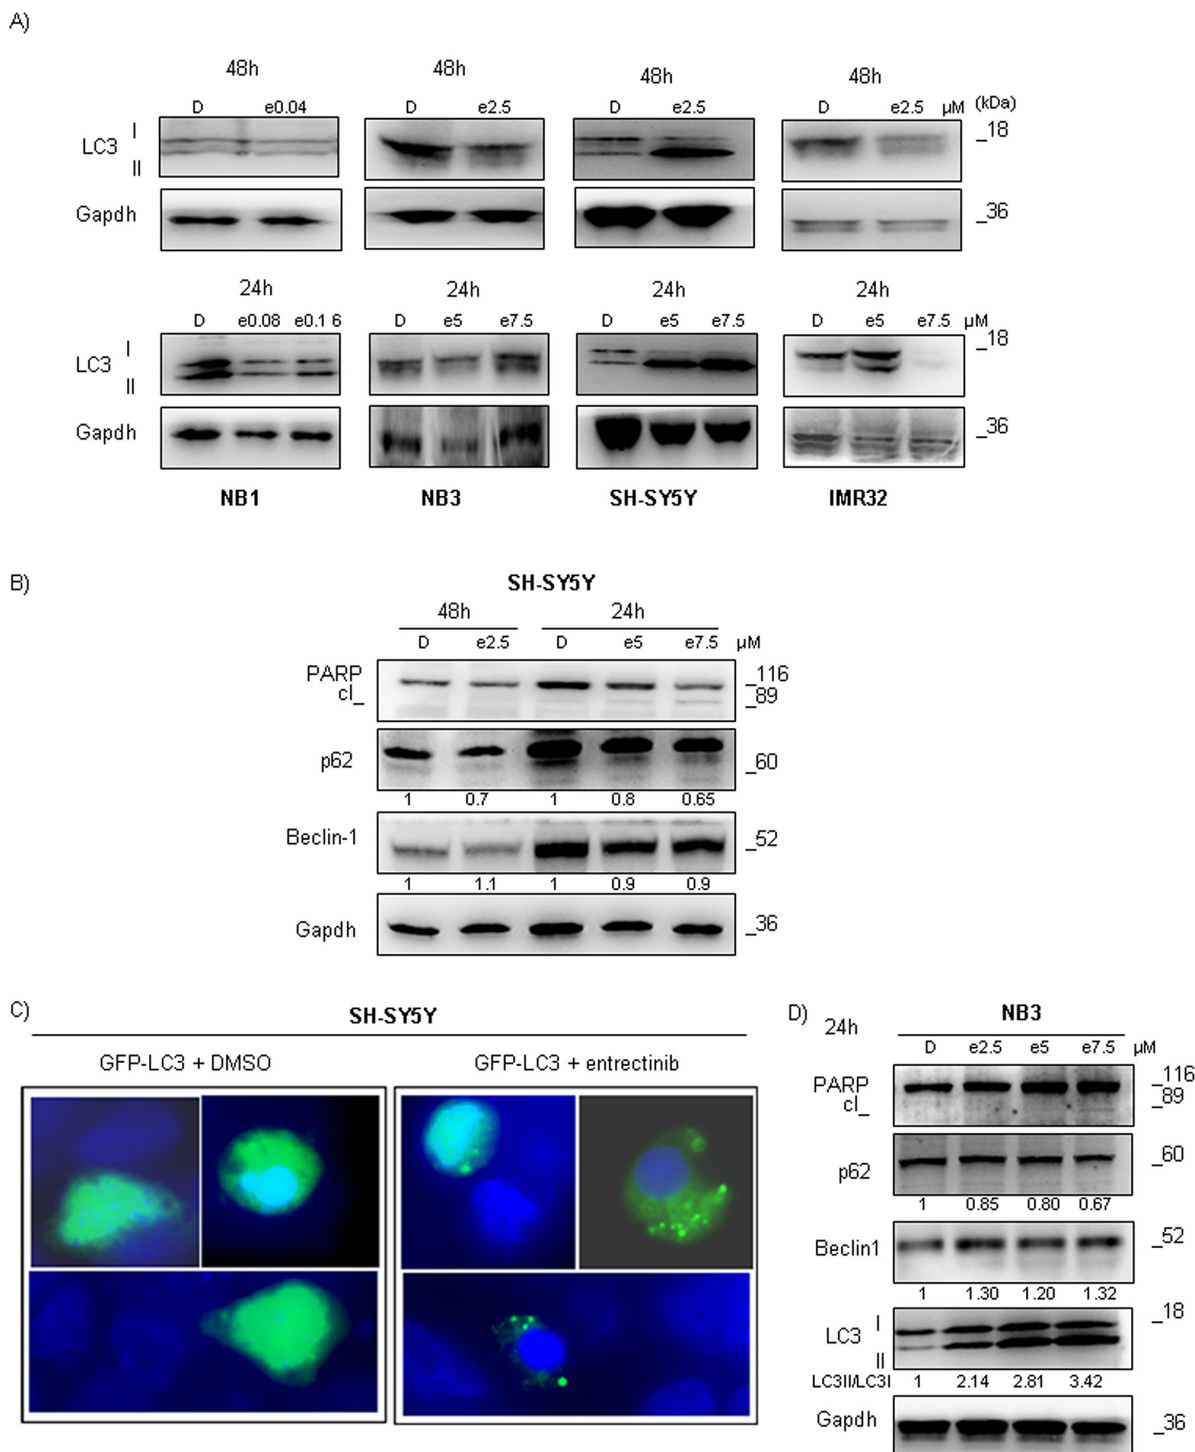 A)
48h 48h 48h 48h
D e0.04 D e2.5 D e2.5 D e2.5 µM (kDa)
LC3 I II _18
Gapdh _36
24h 24h 24h 24h
D e0.08 e0.1 6 D e5 e7.5 D e5 e7.5 D e5 e7.5 µM
LC3 I II _18
Gapdh _36
NB1 NB3 SH-SY5Y IMR32
B)
SH-SY5Y
48h 24h
D e2.5 D e5 e7.5 µM
PARP _116
cl_ _89
p62 _60
1 0.7 1 0.8 0.65
Beclin-1 _52
1 1.1 1 0.9 0.9
Gapdh _36
C)
SH-SY5Y
GFP-LC3 + DMSO GFP-LC3 + entrectinib
D)
NB3
24h
D e2.5 e5 e7.5 µM
PARP _116
cl_ _89
p62 _60
1 0.85 0.80 0.67
Beclin1 _52
1 1.30 1.20 1.32
LC3 I II _18
LC3II/LC3I 1 2.14 2.81 3.42
Gapdh _36